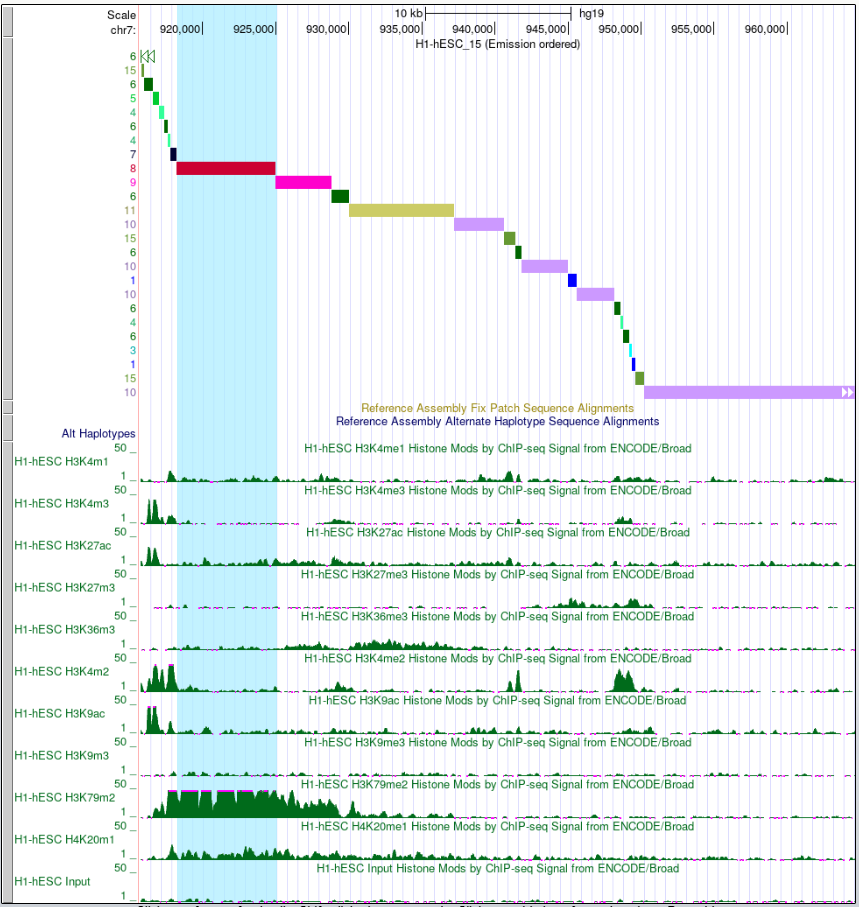 Scale 10 kb hg19
chr7: 920,000 925,000 930,000 935,000 940,000 945,000 950,000 955,000 960,000
H1-hESC_15 (Emission ordered)
6
15
6
5
4
6
4
7
8
9
6
11
10
15
6
10
1
10
6
4
6
3
1
15
10
Reference Assembly Fix Patch Sequence Alignments
Reference Assembly Alternate Haplotype Sequence Alignments
Alt Haplotypes
H1-hESC H3K4me1 Histone Mods by ChIP-seq Signal from ENCODE/Broad
50 _
H1-hESC H3K4m1
1 _
H1-hESC H3K4me3 Histone Mods by ChIP-seq Signal from ENCODE/Broad
50 _
H1-hESC H3K4m3
1 _
H1-hESC H3K27ac Histone Mods by ChIP-seq Signal from ENCODE/Broad
50 _
H1-hESC H3K27ac
1 _
H1-hESC H3K27me3 Histone Mods by ChIP-seq Signal from ENCODE/Broad
50 _
H1-hESC H3K27m3
1 _
H1-hESC H3K36me3 Histone Mods by ChIP-seq Signal from ENCODE/Broad
50 _
H1-hESC H3K36m3
1 _
H1-hESC H3K4me2 Histone Mods by ChIP-seq Signal from ENCODE/Broad
50 _
H1-hESC H3K4m2
1 _
H1-hESC H3K9ac Histone Mods by ChIP-seq Signal from ENCODE/Broad
50 _
H1-hESC H3K9ac
1 _
H1-hESC H3K9me3 Histone Mods by ChIP-seq Signal from ENCODE/Broad
50 _
H1-hESC H3K9m3
1 _
H1-hESC H3K79me2 Histone Mods by ChIP-seq Signal from ENCODE/Broad
50 _
H1-hESC H3K79m2
1 _
H1-hESC H4K20me1 Histone Mods by ChIP-seq Signal from ENCODE/Broad
50 _
H1-hESC H4K20m1
1 _
H1-hESC Input Histone Mods by ChIP-seq Signal from ENCODE/Broad
50 _
H1-hESC Input
1 _